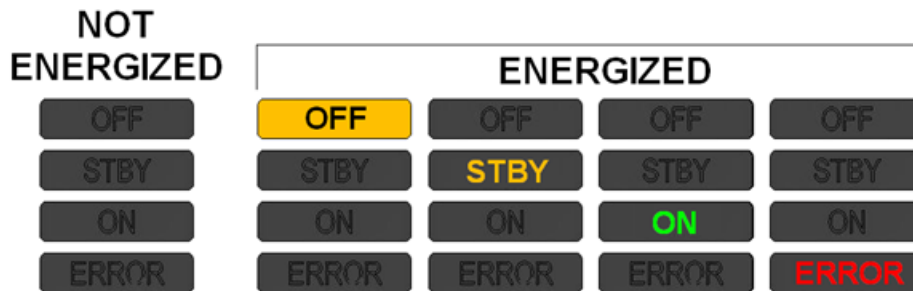 NOT
ENERGIZED
ENERGIZED
OFF OFF OFF OFF OFF
STBY STBY STBY STBY STBY
ON ON ON ON ON
ERROR ERROR ERROR ERROR ERROR